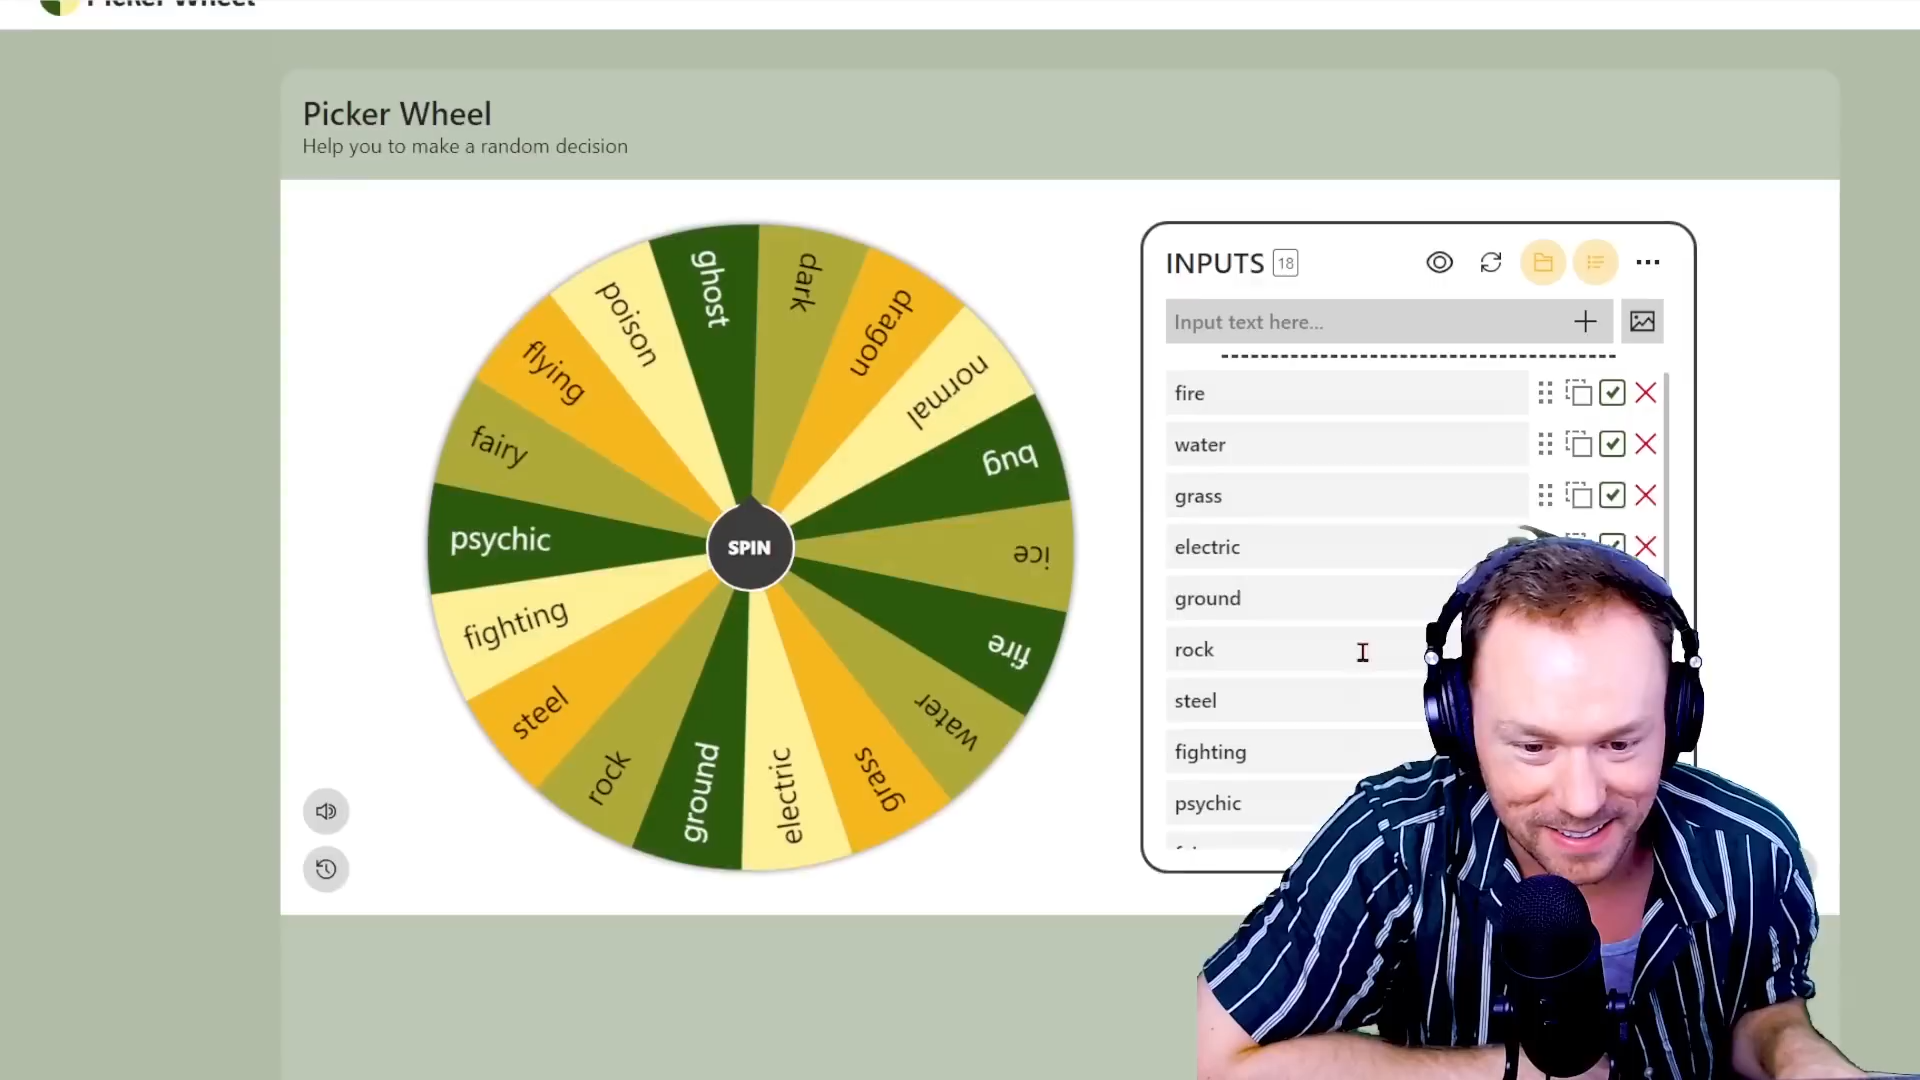 Picker Wheel
Picker Wheel
Help you to make a random decision
ghost
dark
dragon
normal
bug
ice
fire
water
grass
electric
ground
rock
steel
fighting
psychic
fairy
flying
poison
SPIN
INPUTS 18
Input text here...
fire
water
grass
electric
ground
rock
steel
fighting
psychic